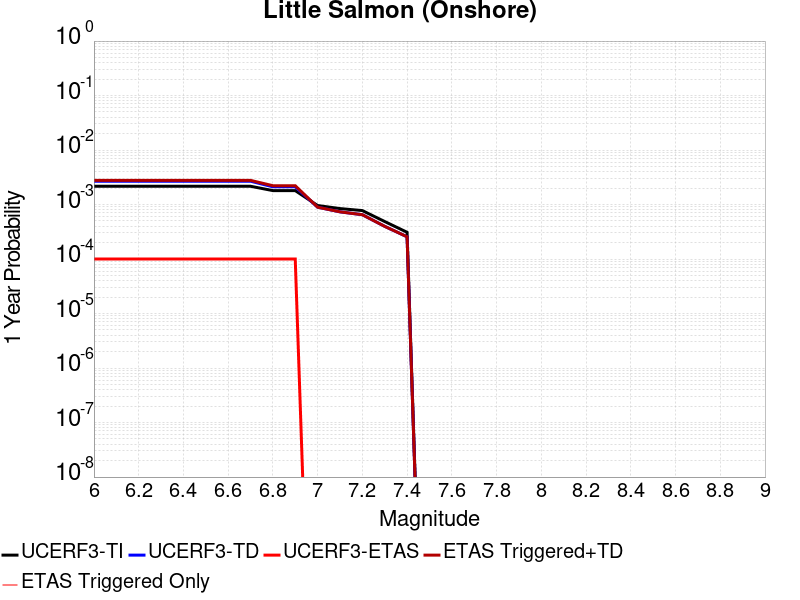 Little Salmon (Onshore)
10^0
10^-1
10^-2
10^-3
10^-4
10^-5
10^-6
10^-7
10^-8
1 Year Probability
6 6.2 6.4 6.6 6.8 7 7.2 7.4 7.6 7.8 8 8.2 8.4 8.6 8.8 9
Magnitude
UCERF3-TI UCERF3-TD UCERF3-ETAS ETAS Triggered+TD
ETAS Triggered Only